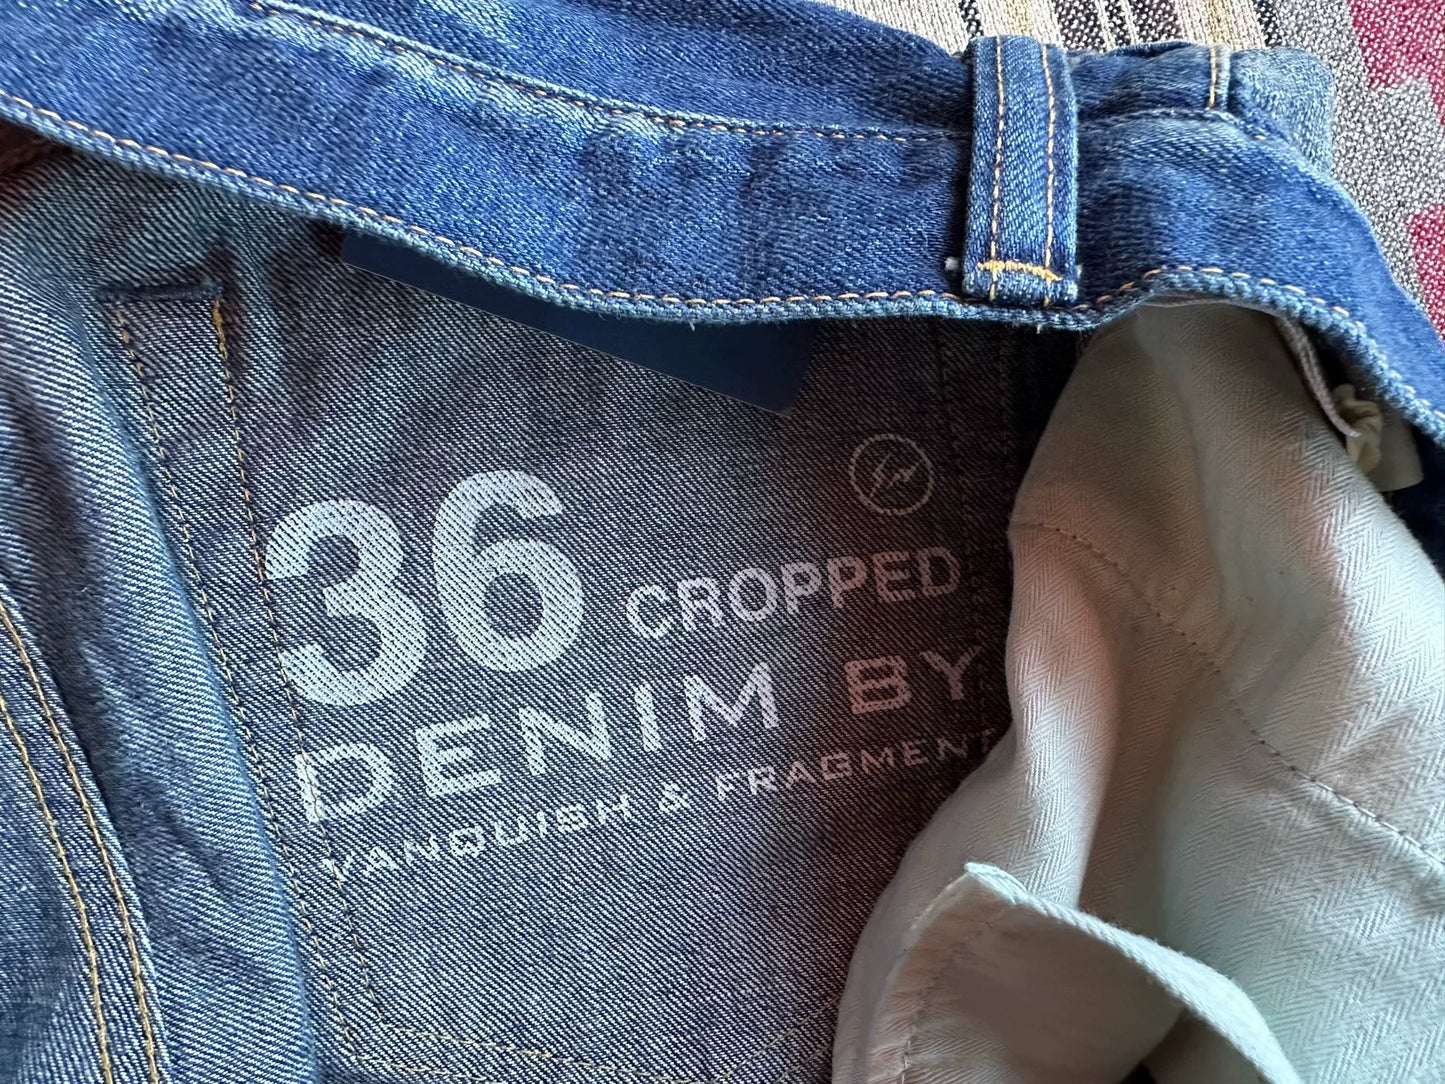 36 CROPPED
DENIM BY
VANQUISH & FRAGMENT